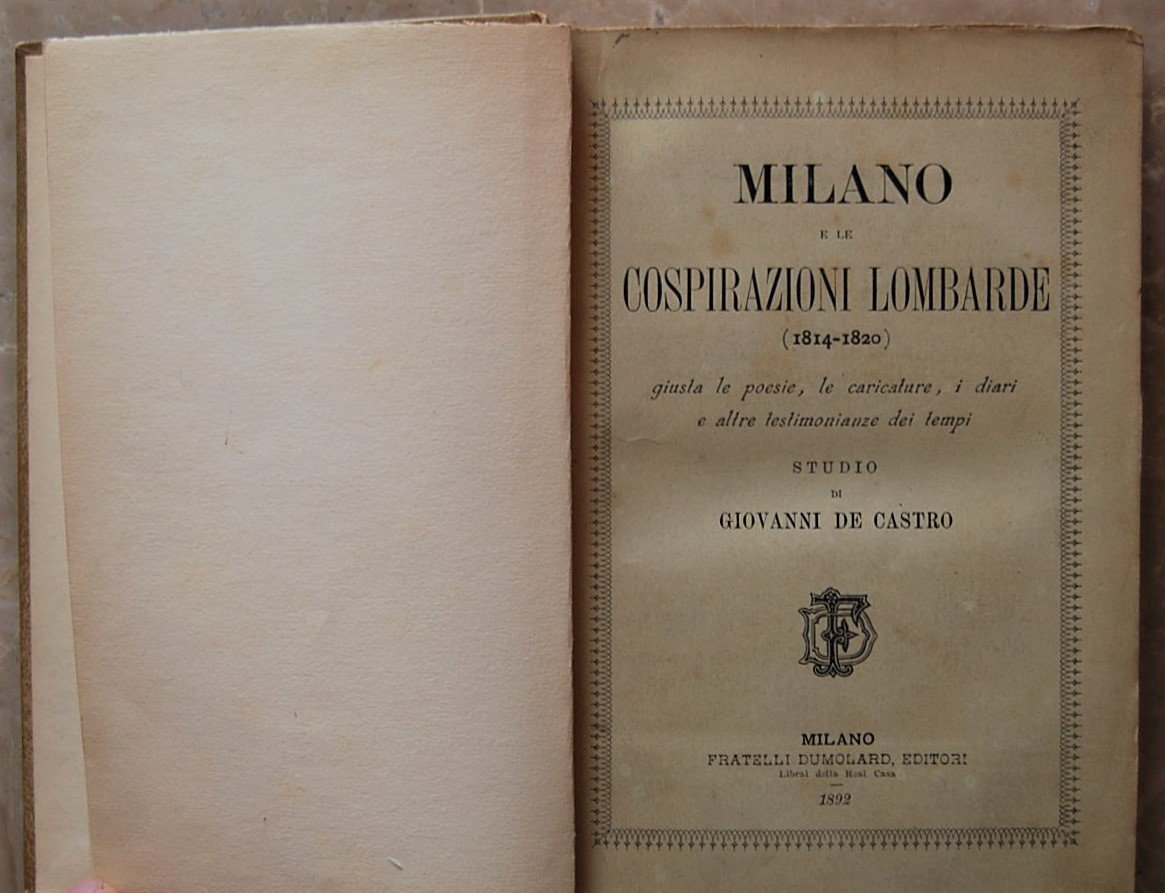 MILANO
E LE
COSPIRAZIONI LOMBARDE
(1814-1820)
giusta le poesie, le caricature, i diari
e altre testimonianze dei tempi
STUDIO
DI
GIOVANNI DE CASTRO
FD
MILANO
FRATELLI DUMOLARD, EDITORI
Librai della Real Casa
1892